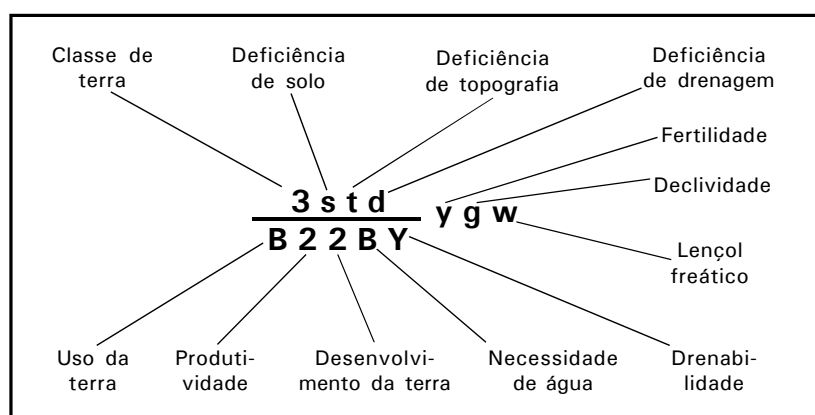 Classe de
terra
Deficiência
de solo
Deficiência
de topografia
Deficiência
de drenagem
Fertilidade
Declividade
3 s t d
y g w
B 2 2 B Y
Lençol
freático
Uso da
terra
Produti-
vidade
Desenvolvi-
mento da terra
Necessidade
de água
Drenabi-
lidade